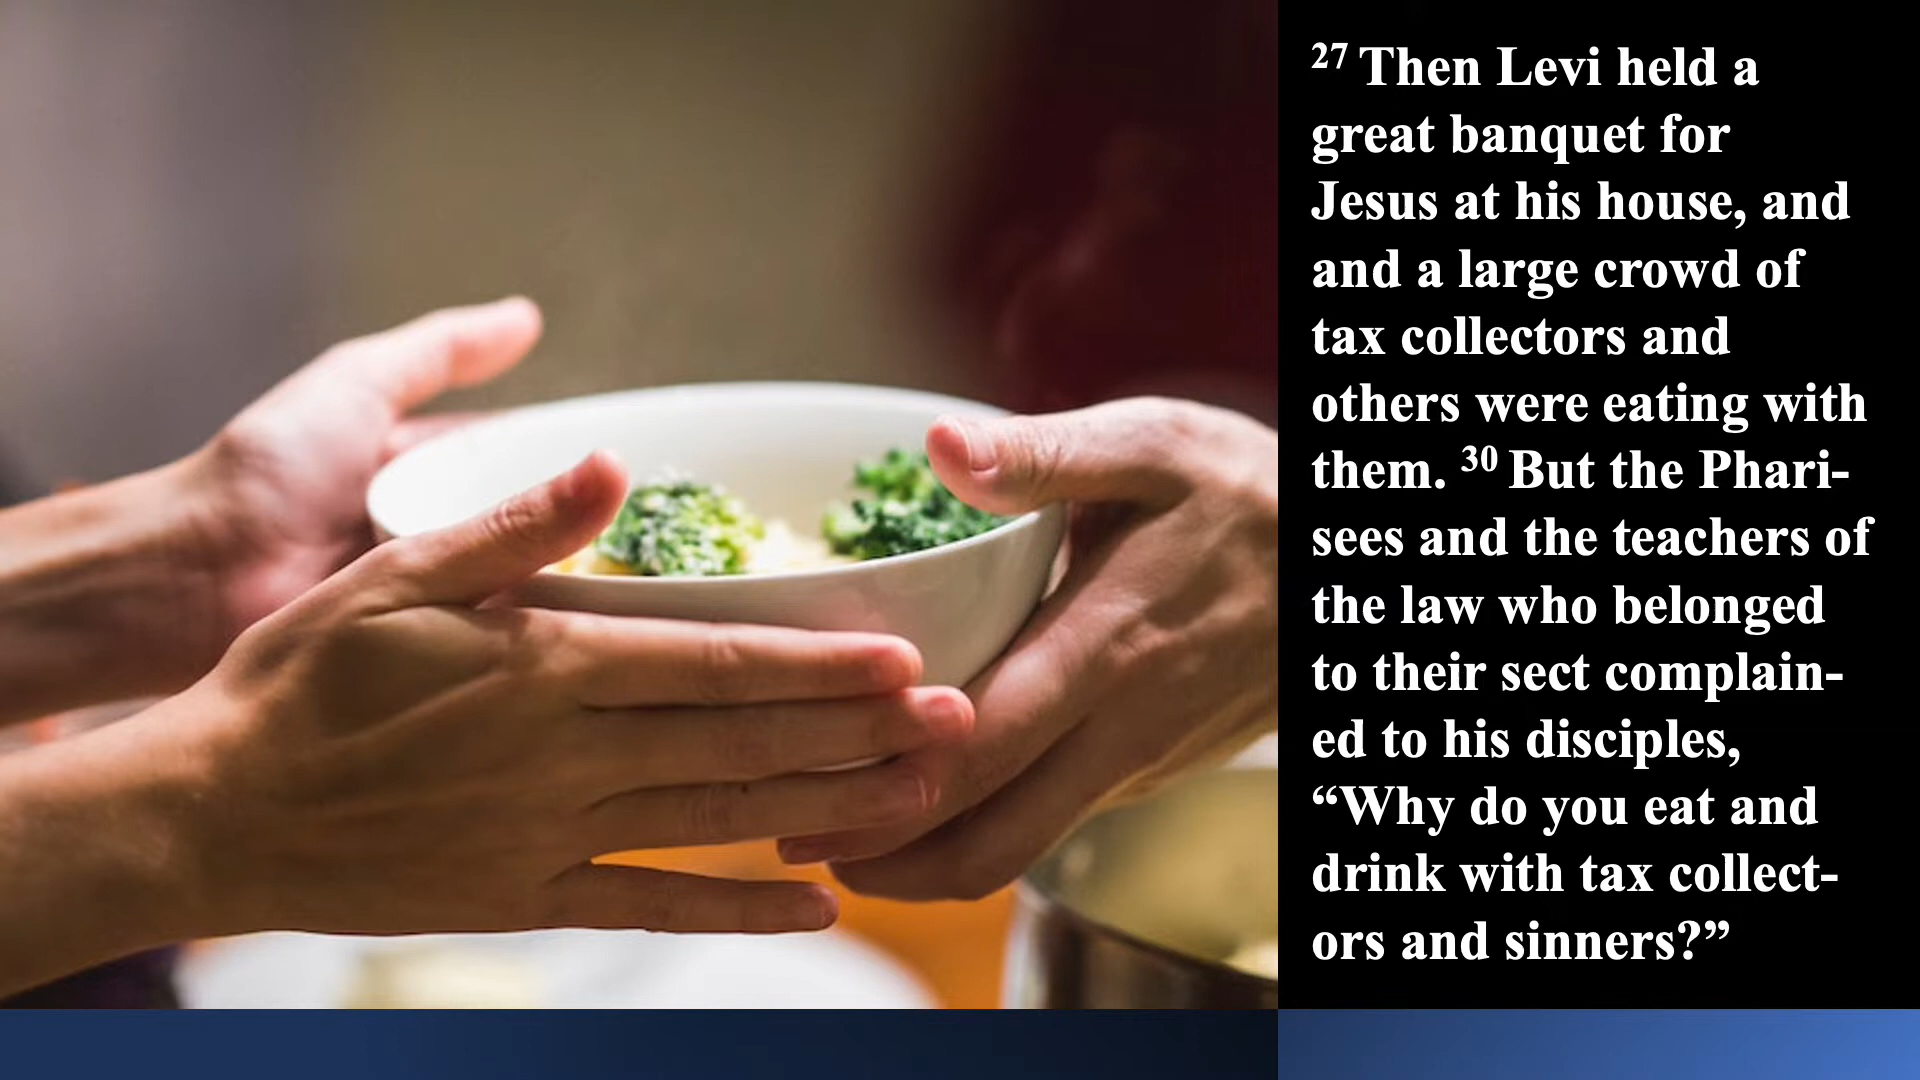 27 Then Levi held a
great banquet for
Jesus at his house, and
and a large crowd of
tax collectors and
others were eating with
them. 30 But the Phari-
sees and the teachers of
the law who belonged
to their sect complain-
ed to his disciples,
“Why do you eat and
drink with tax collect-
ors and sinners?”